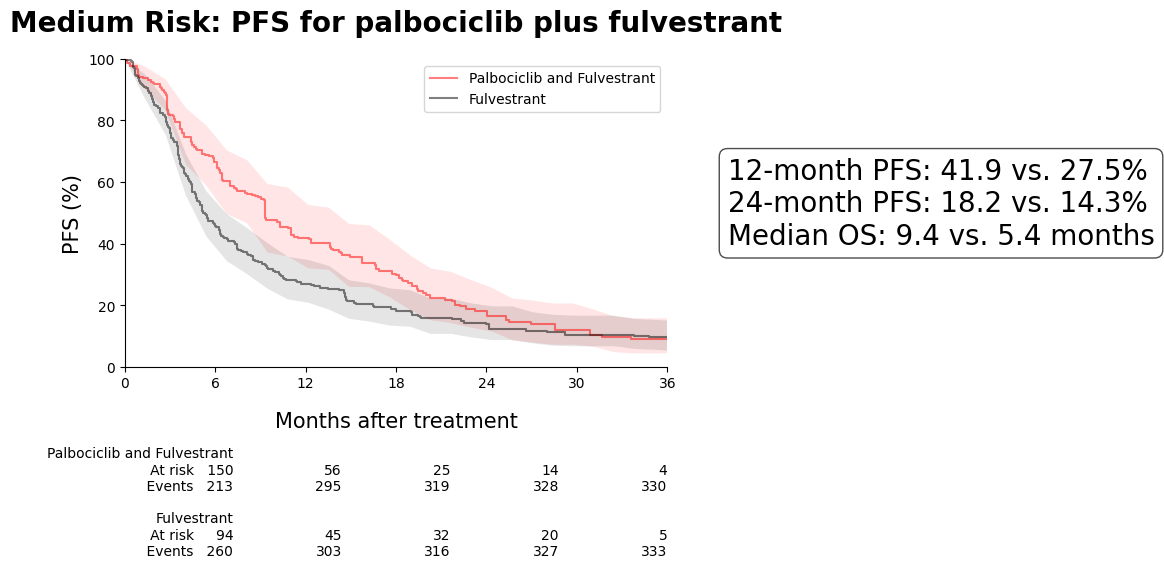 Medium Risk: PFS for palbociclib plus fulvestrant
100
80
60
40
20
0
PFS (%)
Palbociclib and Fulvestrant
Fulvestrant
0 6 12 18 24 30 36
Months after treatment
12-month PFS: 41.9 vs. 27.5%
24-month PFS: 18.2 vs. 14.3%
Median OS: 9.4 vs. 5.4 months
Palbociclib and Fulvestrant
At risk 150 56 25 14 4
Events 213 295 319 328 330
Fulvestrant
At risk 94 45 32 20 5
Events 260 303 316 327 333